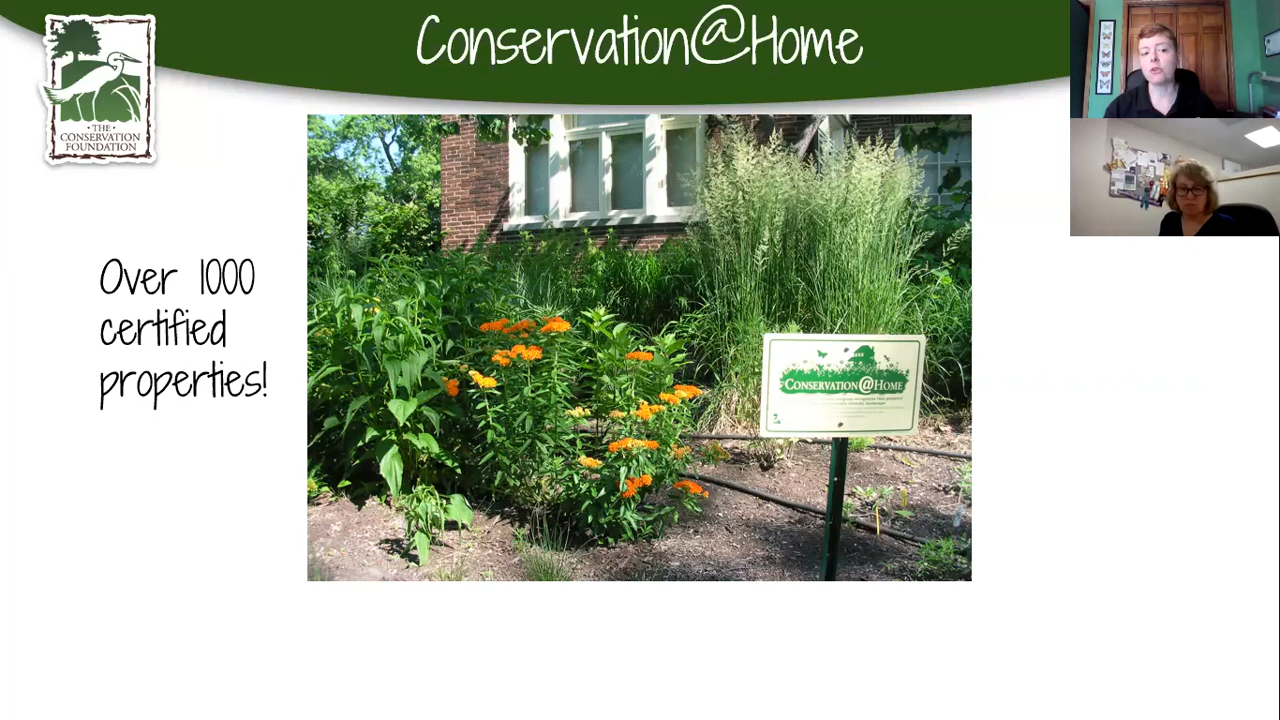 Conservation@Home
· THE ·
CONSERVATION
FOUNDATION
Over 1000
certified
properties!
CONSERVATION@HOME